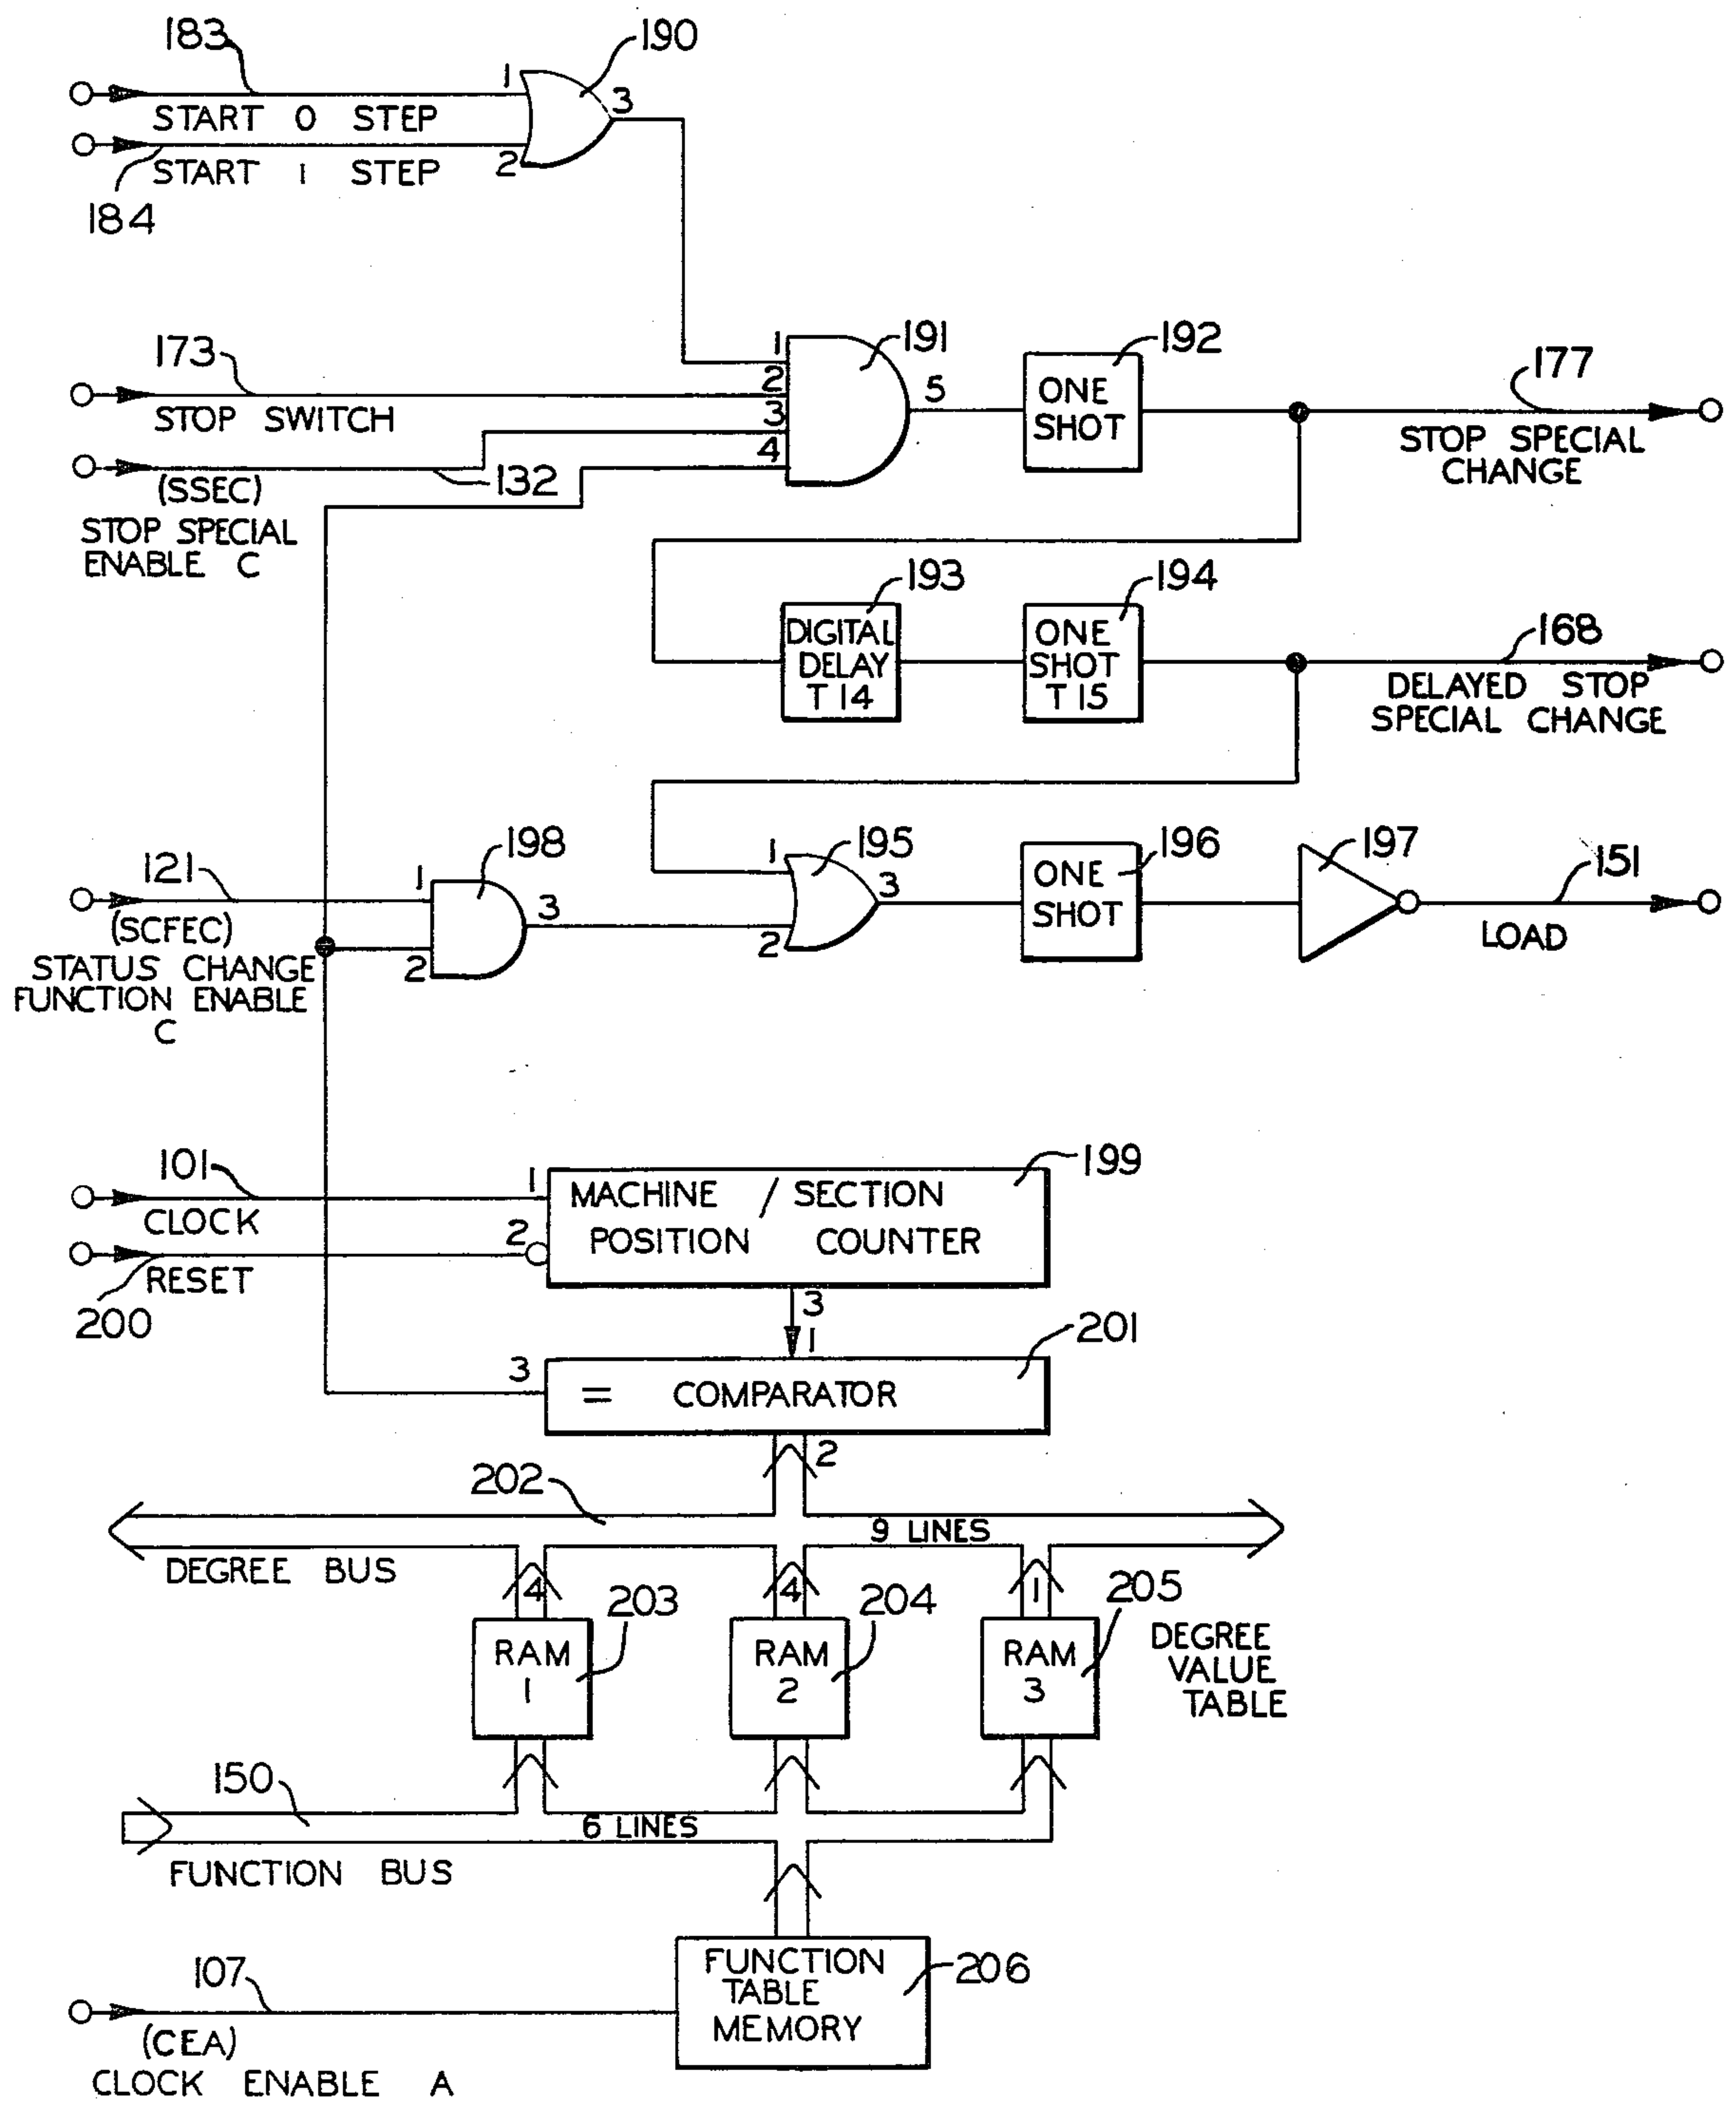 183
190
1
3
START 0 STEP
2
START 1 STEP
184
173
STOP SWITCH
1
2
3
4
191
5
192
ONE
SHOT
177
STOP SPECIAL
CHANGE
(SSEC)
132
STOP SPECIAL
ENABLE C
193
DIGITAL
DELAY
T 14
194
ONE
SHOT
T 15
168
DELAYED STOP
SPECIAL CHANGE
121
1
198
3
(SCFEC)
2
STATUS CHANGE
FUNCTION ENABLE
C
1
195
3
2
196
ONE
SHOT
197
151
LOAD
101
CLOCK
1
2
RESET
200
199
MACHINE / SECTION
POSITION COUNTER
3
1
201
3
= COMPARATOR
2
202
9 LINES
DEGREE BUS
4
4
1
203
204
205
RAM
1
RAM
2
RAM
3
DEGREE
VALUE
TABLE
150
6 LINES
FUNCTION BUS
107
(CEA)
CLOCK ENABLE A
FUNCTION
TABLE
MEMORY
206